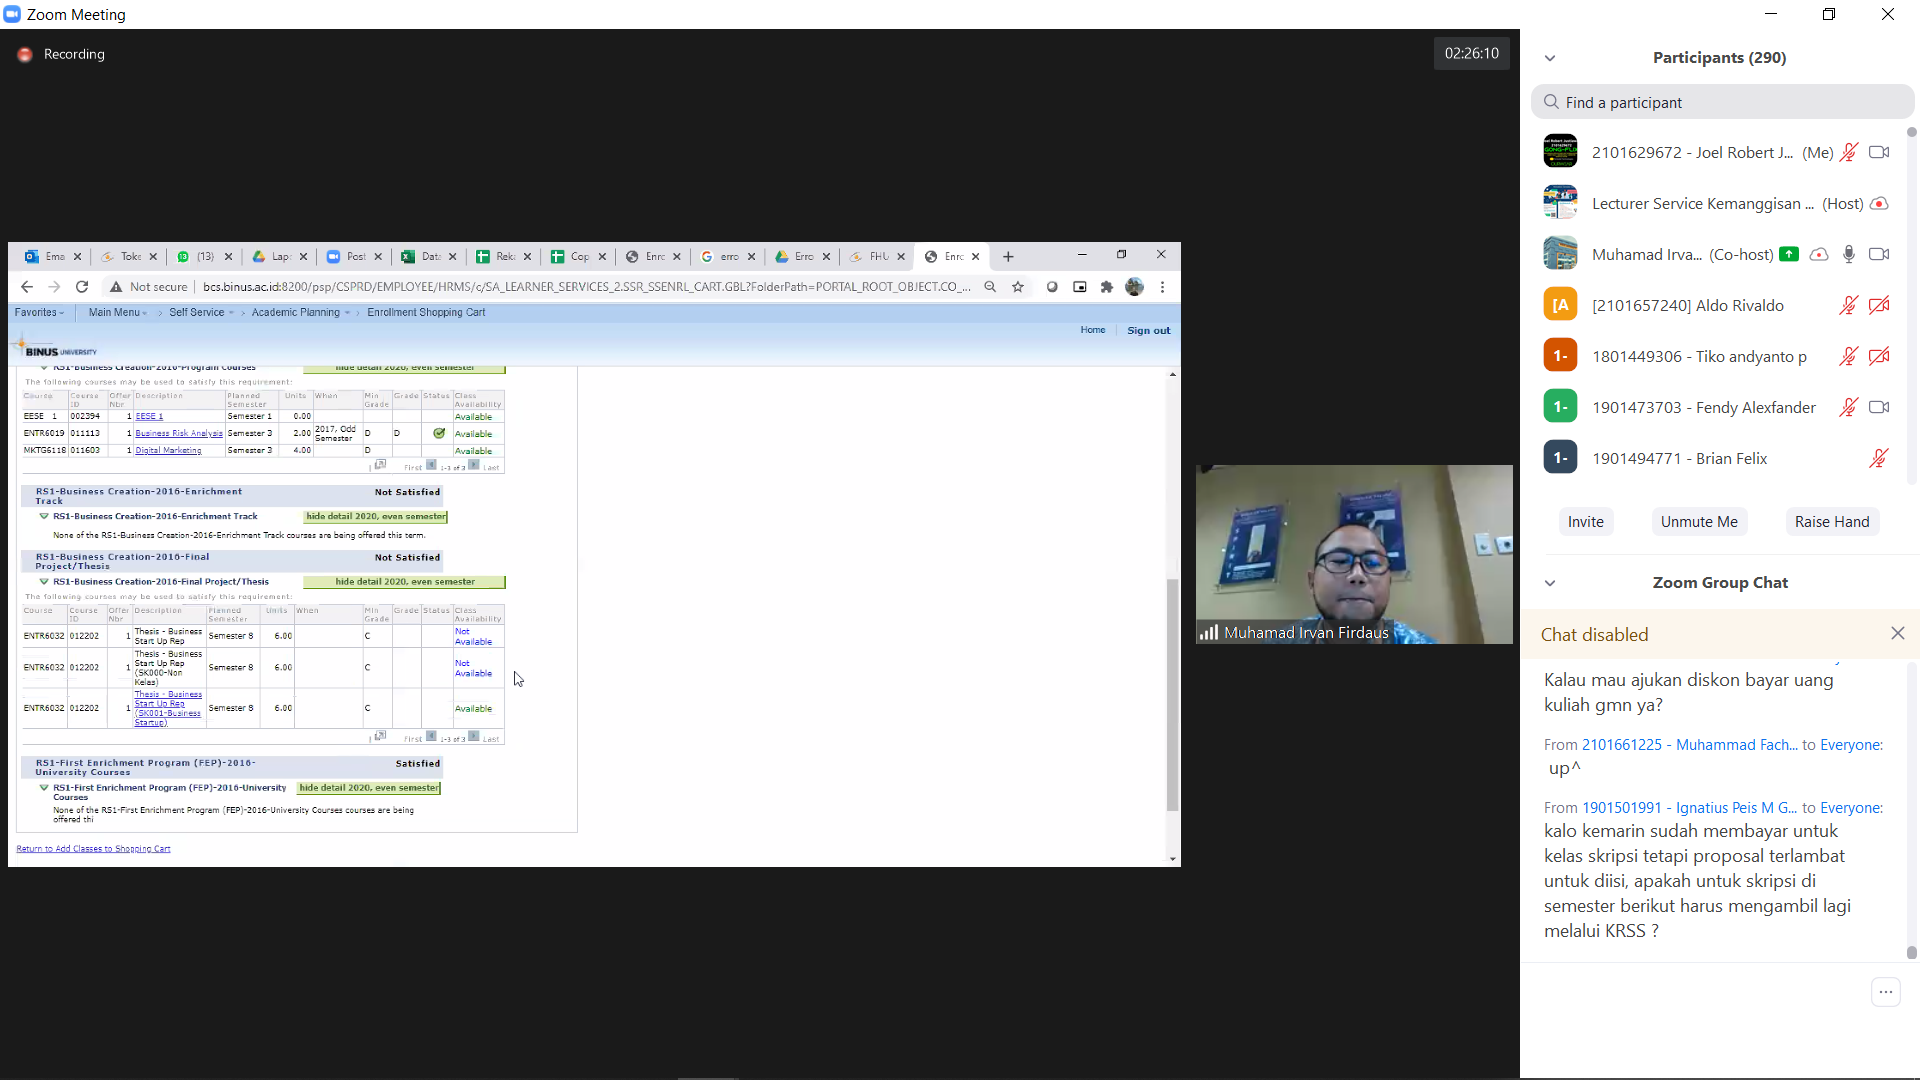 Zoom Meeting
Recording
02:26:10
Ema
Toke
(13)
Lap
Post
Data
Reka
Cop
Enro
erro
Erro
FHU
Enro
Not secure
bcs.binus.ac.id:8200/psp/CSPRD/EMPLOYEE/HRMS/c/SA_LEARNER_SERVICES_2.SSR_SSENRL_CART.GBL?FolderPath=PORTAL_ROOT_OBJECT.CO_...
Favorites
Main Menu
Self Service
Academic Planning
Enrollment Shopping Cart
Home
Sign out
BINUS UNIVERSITY
RS1-Business Creation-2016-Program Courses
hide detail 2020, even semester
The following courses may be used to satisfy this requirement:
Course
Course ID
Offer Nbr
Description
Planned Semester
Units
When
Min Grade
Grade
Status
Class Availability
EESE 1 002394 1 EESE 1 Semester 1 0.00 Available
ENTR6019 011113 1 Business Risk Analysis Semester 3 2.00 2017, Odd Semester D D Available
MKTG6118 011603 1 Digital Marketing Semester 3 4.00 D Available
First 1-3 of 3 Last
RS1-Business Creation-2016-Enrichment Track
Not Satisfied
RS1-Business Creation-2016-Enrichment Track
hide detail 2020, even semester
None of the RS1-Business Creation-2016-Enrichment Track courses are being offered this term.
RS1-Business Creation-2016-Final Project/Thesis
Not Satisfied
RS1-Business Creation-2016-Final Project/Thesis
hide detail 2020, even semester
The following courses may be used to satisfy this requirement:
Course
Course ID
Offer Nbr
Description
Planned Semester
Units
When
Min Grade
Grade
Status
Class Availability
ENTR6032 012202 1 Thesis - Business Start Up Rep Semester 8 6.00 C Not Available
ENTR6032 012202 1 Thesis - Business Start Up Rep (SK000-Non Kelas) Semester 8 6.00 C Not Available
ENTR6032 012202 1 Thesis - Business Start Up Rep (SK001-Business Startup) Semester 8 6.00 C Available
First 1-3 of 3 Last
RS1-First Enrichment Program (FEP)-2016-University Courses
Satisfied
RS1-First Enrichment Program (FEP)-2016-University Courses
hide detail 2020, even semester
None of the RS1-First Enrichment Program (FEP)-2016-University Courses courses are being offered thi
Return to Add Classes to Shopping Cart
Muhamad Irvan Firdaus
Participants (290)
Find a participant
2101629672 - Joel Robert J... (Me)
Lecturer Service Kemanggisan ... (Host)
Muhamad Irva... (Co-host)
[A
[2101657240] Aldo Rivaldo
1-
1801449306 - Tiko andyanto p
1-
1901473703 - Fendy Alexfander
1-
1901494771 - Brian Felix
Invite
Unmute Me
Raise Hand
Zoom Group Chat
Chat disabled
Kalau mau ajukan diskon bayar uang
kuliah gmn ya?
From 2101661225 - Muhammad Fach... to Everyone:
up^
From 1901501991 - Ignatius Peis M G... to Everyone:
kalo kemarin sudah membayar untuk
kelas skripsi tetapi proposal terlambat
untuk diisi, apakah untuk skripsi di
semester berikut harus mengambil lagi
melalui KRSS ?